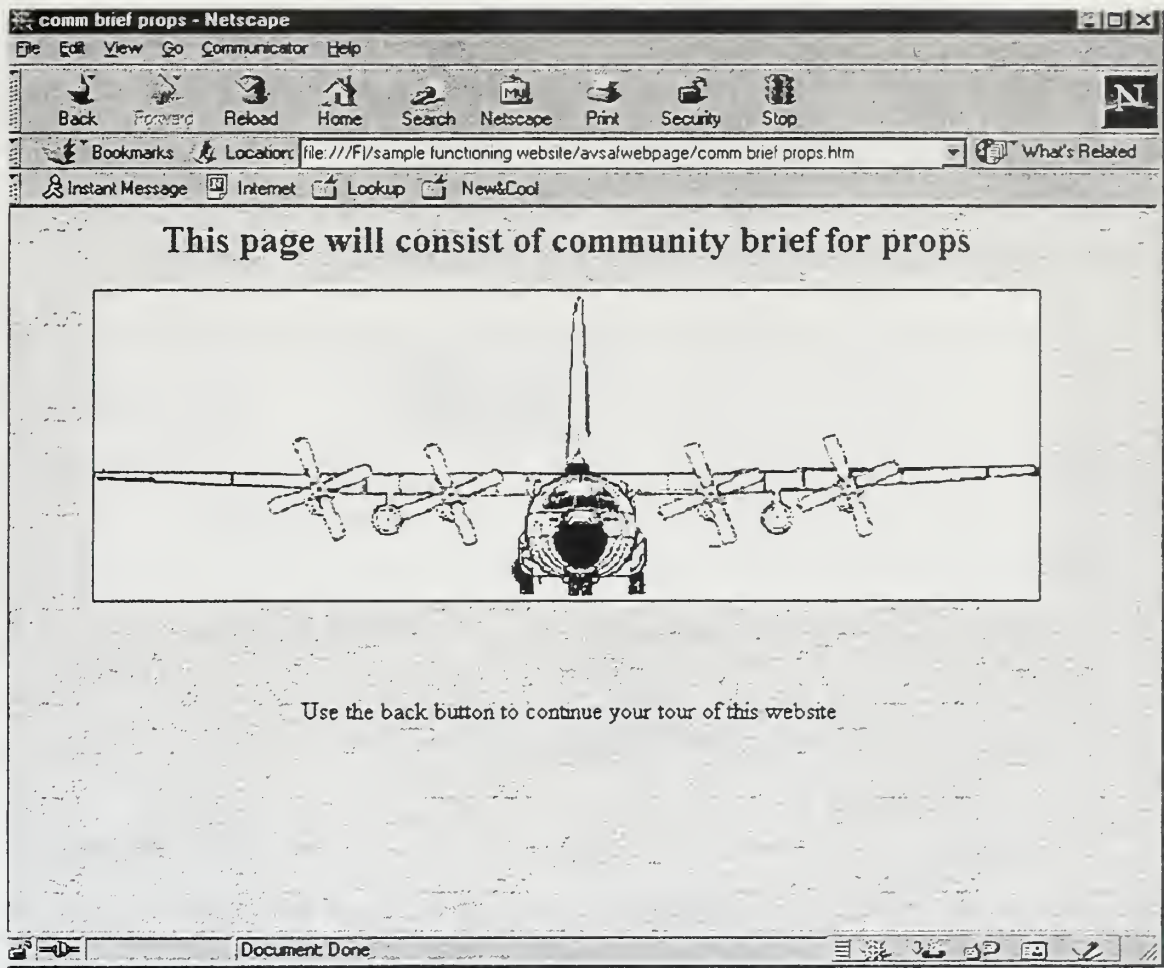 comm brief props - Netscape
File Edit View Go Communicator Help
Back Forward Reload Home Search Netscape Print Security Stop
My
N
Bookmarks Location: file:///F|/sample functioning website/avsafwebpage/comm brief props.htm What's Related
Instant Message Internet Lookup New&Cool
This page will consist of community brief for props
Use the back button to continue your tour of this website
Document: Done